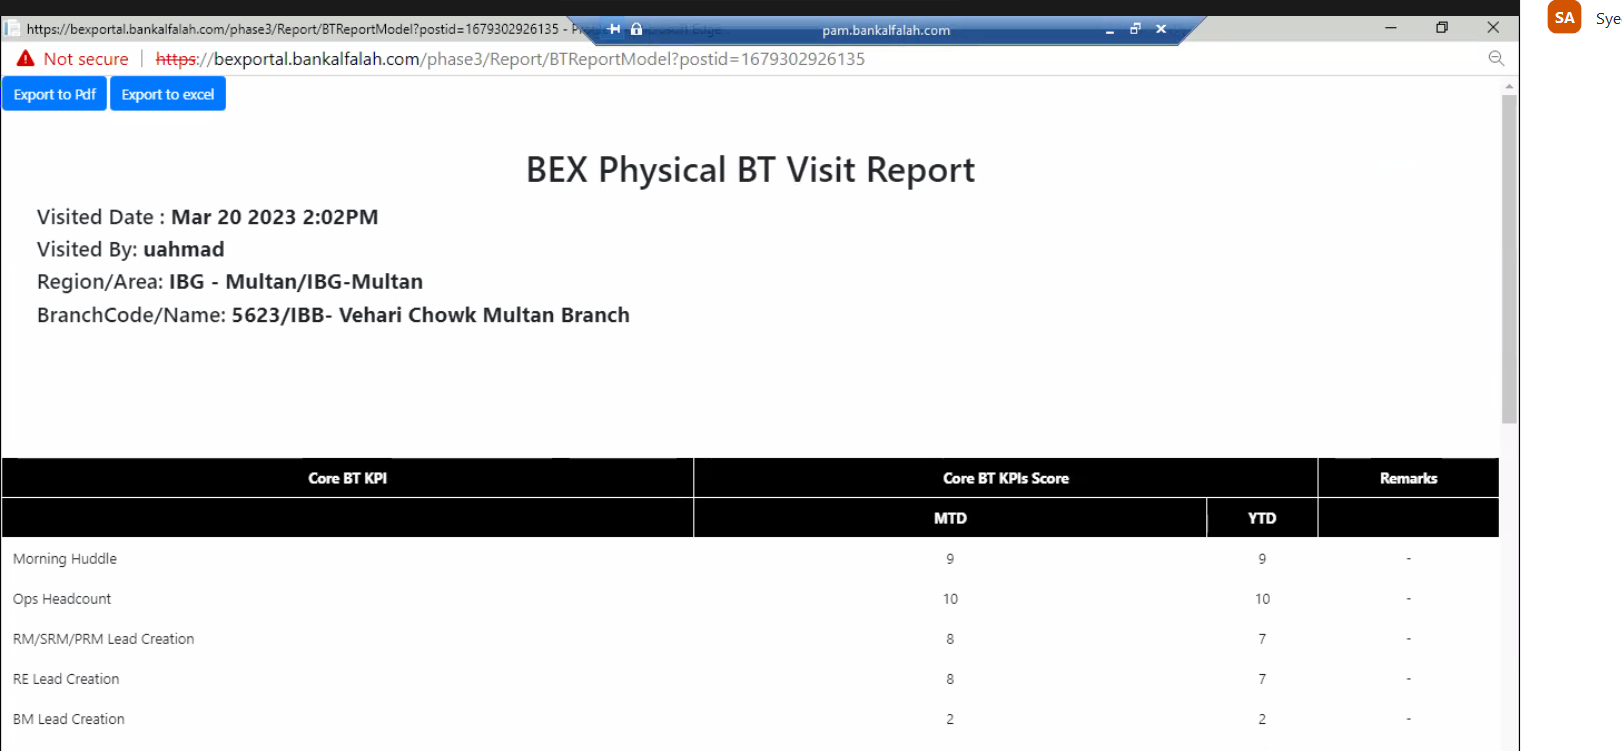 https://bexportal.bankalfalah.com/phase3/Report/BTReportModel?postid=1679302926135 -
pam.bankalfalah.com
Not secure
https://bexportal.bankalfalah.com/phase3/Report/BTReportModel?postid=1679302926135
SA
Sye
Export to Pdf Export to excel
BEX Physical BT Visit Report
Visited Date : Mar 20 2023 2:02PM
Visited By: uahmad
Region/Area: IBG - Multan/IBG-Multan
BranchCode/Name: 5623/IBB- Vehari Chowk Multan Branch
Core BT KPI Core BT KPIs Score Remarks
MTD YTD
Morning Huddle 9 9 -
Ops Headcount 10 10 -
RM/SRM/PRM Lead Creation 8 7 -
RE Lead Creation 8 7 -
BM Lead Creation 2 2 -